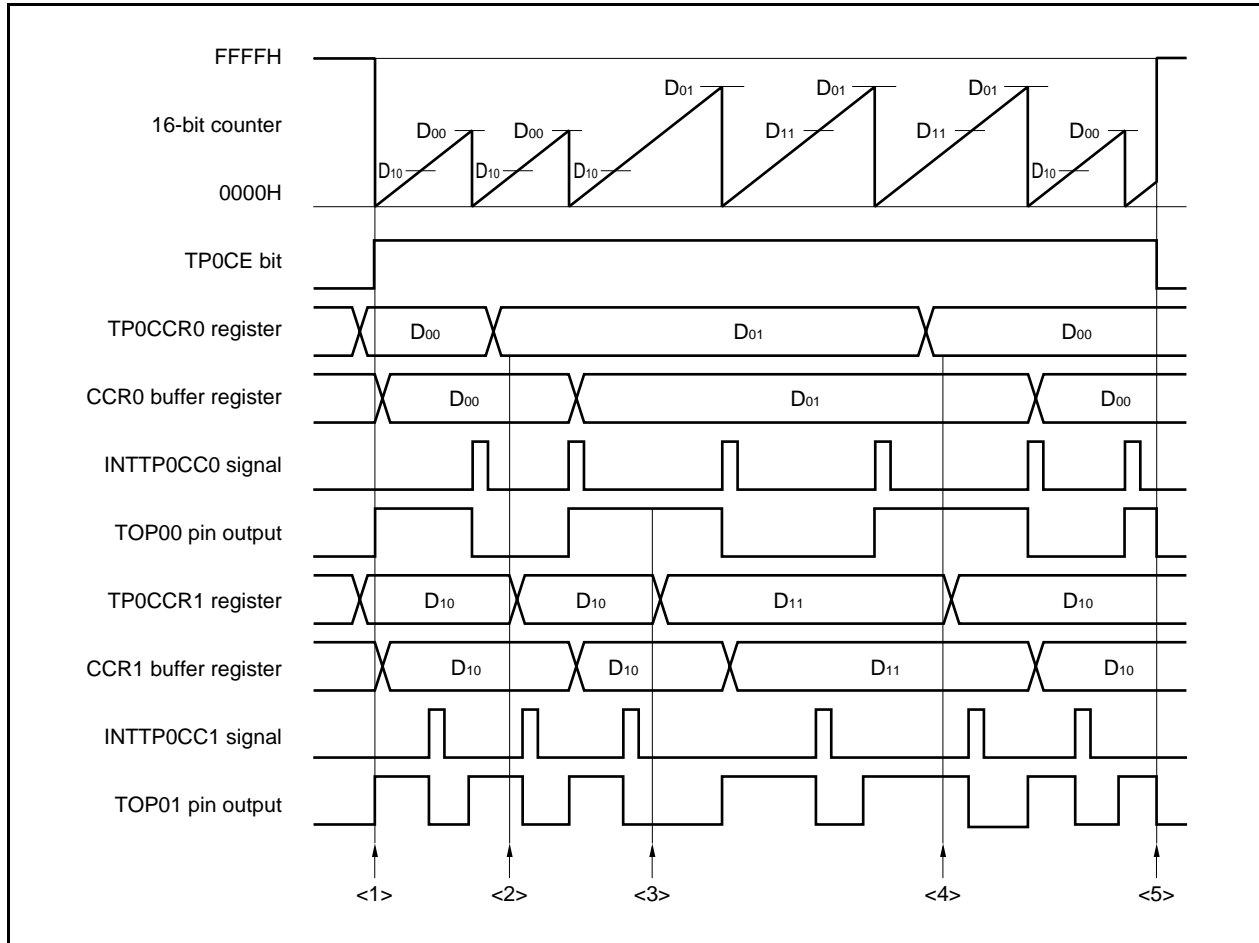 FFFFH
D01 D01 D01
16-bit counter D00 D00 D11 D11 D00
D10 D10 D10 D10
0000H
TP0CE bit
TP0CCR0 register D00 D01 D00
CCR0 buffer register D00 D01 D00
INTTP0CC0 signal
TOP00 pin output
TP0CCR1 register D10 D10 D11 D10
CCR1 buffer register D10 D10 D11 D10
INTTP0CC1 signal
TOP01 pin output
<1> <2> <3> <4> <5>